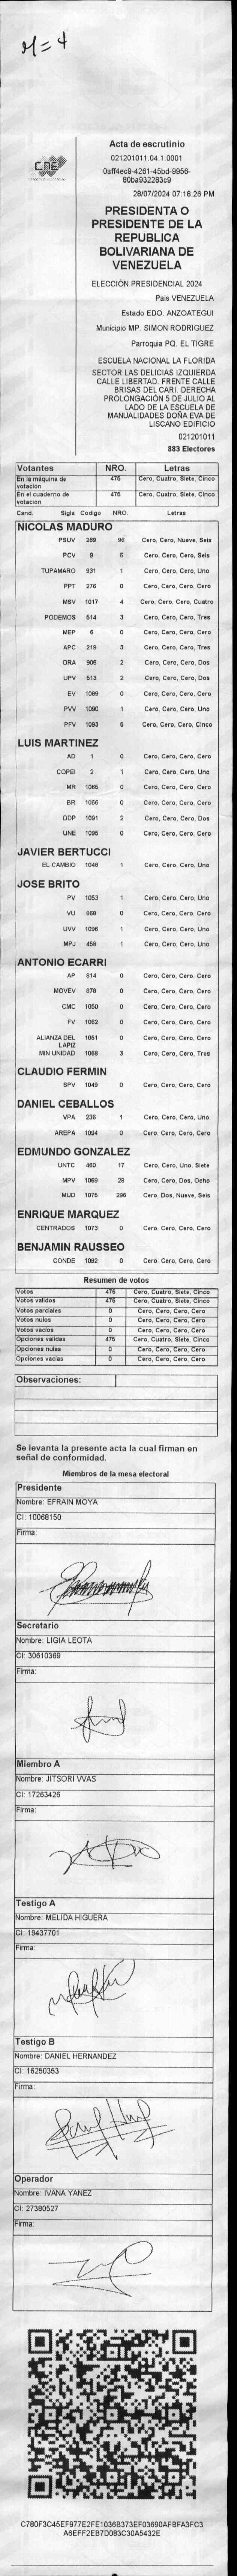 M = 4
CNE
Acta de escrutinio
021201011.04.1.0001
0aff4ec9-4261-45bd-9956-
60ba932283c9
28/07/2024 07:18:26 PM
PRESIDENTA O
PRESIDENTE DE LA
REPUBLICA
BOLIVARIANA DE
VENEZUELA
ELECCIÓN PRESIDENCIAL 2024
Pais VENEZUELA
Estado EDO. ANZOATEGUI
Municipio MP. SIMON RODRIGUEZ
Parroquia PQ. EL TIGRE
ESCUELA NACIONAL LA FLORIDA
SECTOR LAS DELICIAS IZQUIERDA
CALLE LIBERTAD. FRENTE CALLE
BRISAS DEL CARI. DERECHA
PROLONGACIÓN 5 DE JULIO AL
LADO DE LA ESCUELA DE
MANUALIDADES DOÑA EVA DE
LISCANO EDIFICIO
021201011
883 Electores
Votantes NRO. Letras
En la máquina de votación 475 Cero, Cuatro, Siete, Cinco
En el cuaderno de votación 475 Cero, Cuatro, Siete, Cinco
Cand. Sigla Código NRO. Letras
NICOLAS MADURO
PSUV 269 96 Cero, Cero, Nueve, Seis
PCV 9 6 Cero, Cero, Cero, Seis
TUPAMARO 931 1 Cero, Cero, Cero, Uno
PPT 276 0 Cero, Cero, Cero, Cero
MSV 1017 4 Cero, Cero, Cero, Cuatro
PODEMOS 514 3 Cero, Cero, Cero, Tres
MEP 6 0 Cero, Cero, Cero, Cero
APC 219 3 Cero, Cero, Cero, Tres
ORA 906 2 Cero, Cero, Cero, Dos
UPV 513 2 Cero, Cero, Cero, Dos
EV 1089 0 Cero, Cero, Cero, Cero
PVV 1090 1 Cero, Cero, Cero, Uno
PFV 1093 5 Cero, Cero, Cero, Cinco
LUIS MARTINEZ
AD 1 0 Cero, Cero, Cero, Cero
COPEI 2 1 Cero, Cero, Cero, Uno
MR 1065 0 Cero, Cero, Cero, Cero
BR 1066 0 Cero, Cero, Cero, Cero
DDP 1091 2 Cero, Cero, Cero, Dos
UNE 1095 0 Cero, Cero, Cero, Cero
JAVIER BERTUCCI
EL CAMBIO 1048 1 Cero, Cero, Cero, Uno
JOSE BRITO
PV 1053 1 Cero, Cero, Cero, Uno
VU 868 0 Cero, Cero, Cero, Cero
UVV 1096 1 Cero, Cero, Cero, Uno
MPJ 458 1 Cero, Cero, Cero, Uno
ANTONIO ECARRI
AP 814 0 Cero, Cero, Cero, Cero
MOVEV 878 0 Cero, Cero, Cero, Cero
CMC 1050 0 Cero, Cero, Cero, Cero
FV 1062 0 Cero, Cero, Cero, Cero
ALIANZA DEL LAPIZ 1051 0 Cero, Cero, Cero, Cero
MIN UNIDAD 1068 3 Cero, Cero, Cero, Tres
CLAUDIO FERMIN
SPV 1049 0 Cero, Cero, Cero, Cero
DANIEL CEBALLOS
VPA 236 1 Cero, Cero, Cero, Uno
AREPA 1094 0 Cero, Cero, Cero, Cero
EDMUNDO GONZALEZ
UNTC 460 17 Cero, Cero, Uno, Siete
MPV 1069 28 Cero, Cero, Dos, Ocho
MUD 1076 296 Cero, Dos, Nueve, Seis
ENRIQUE MARQUEZ
CENTRADOS 1073 0 Cero, Cero, Cero, Cero
BENJAMIN RAUSSEO
CONDE 1092 0 Cero, Cero, Cero, Cero
Resumen de votos
Votos 475 Cero, Cuatro, Siete, Cinco
Votos validos 475 Cero, Cuatro, Siete, Cinco
Votos parciales 0 Cero, Cero, Cero, Cero
Votos nulos 0 Cero, Cero, Cero, Cero
Votos vacios 0 Cero, Cero, Cero, Cero
Opciones validas 475 Cero, Cuatro, Siete, Cinco
Opciones nulas 0 Cero, Cero, Cero, Cero
Opciones vacias 0 Cero, Cero, Cero, Cero
Observaciones:
Se levanta la presente acta la cual firman en
señal de conformidad.
Miembros de la mesa electoral
Presidente
Nombre: EFRAIN MOYA
CI: 10068150
Firma:
Secretario
Nombre: LIGIA LEOTA
CI: 30610369
Firma:
Miembro A
Nombre: JITSORI VVAS
CI: 17263426
Firma:
Testigo A
Nombre: MELIDA HIGUERA
CI: 19437701
Firma:
Testigo B
Nombre: DANIEL HERNANDEZ
CI: 16250353
Firma:
Operador
Nombre: IVANA YANEZ
CI: 27380527
Firma:
C780F3C45EF977E2FE1036B373EF03690AFBFA3FC3
A6EFF2EB7D083C30A5432E